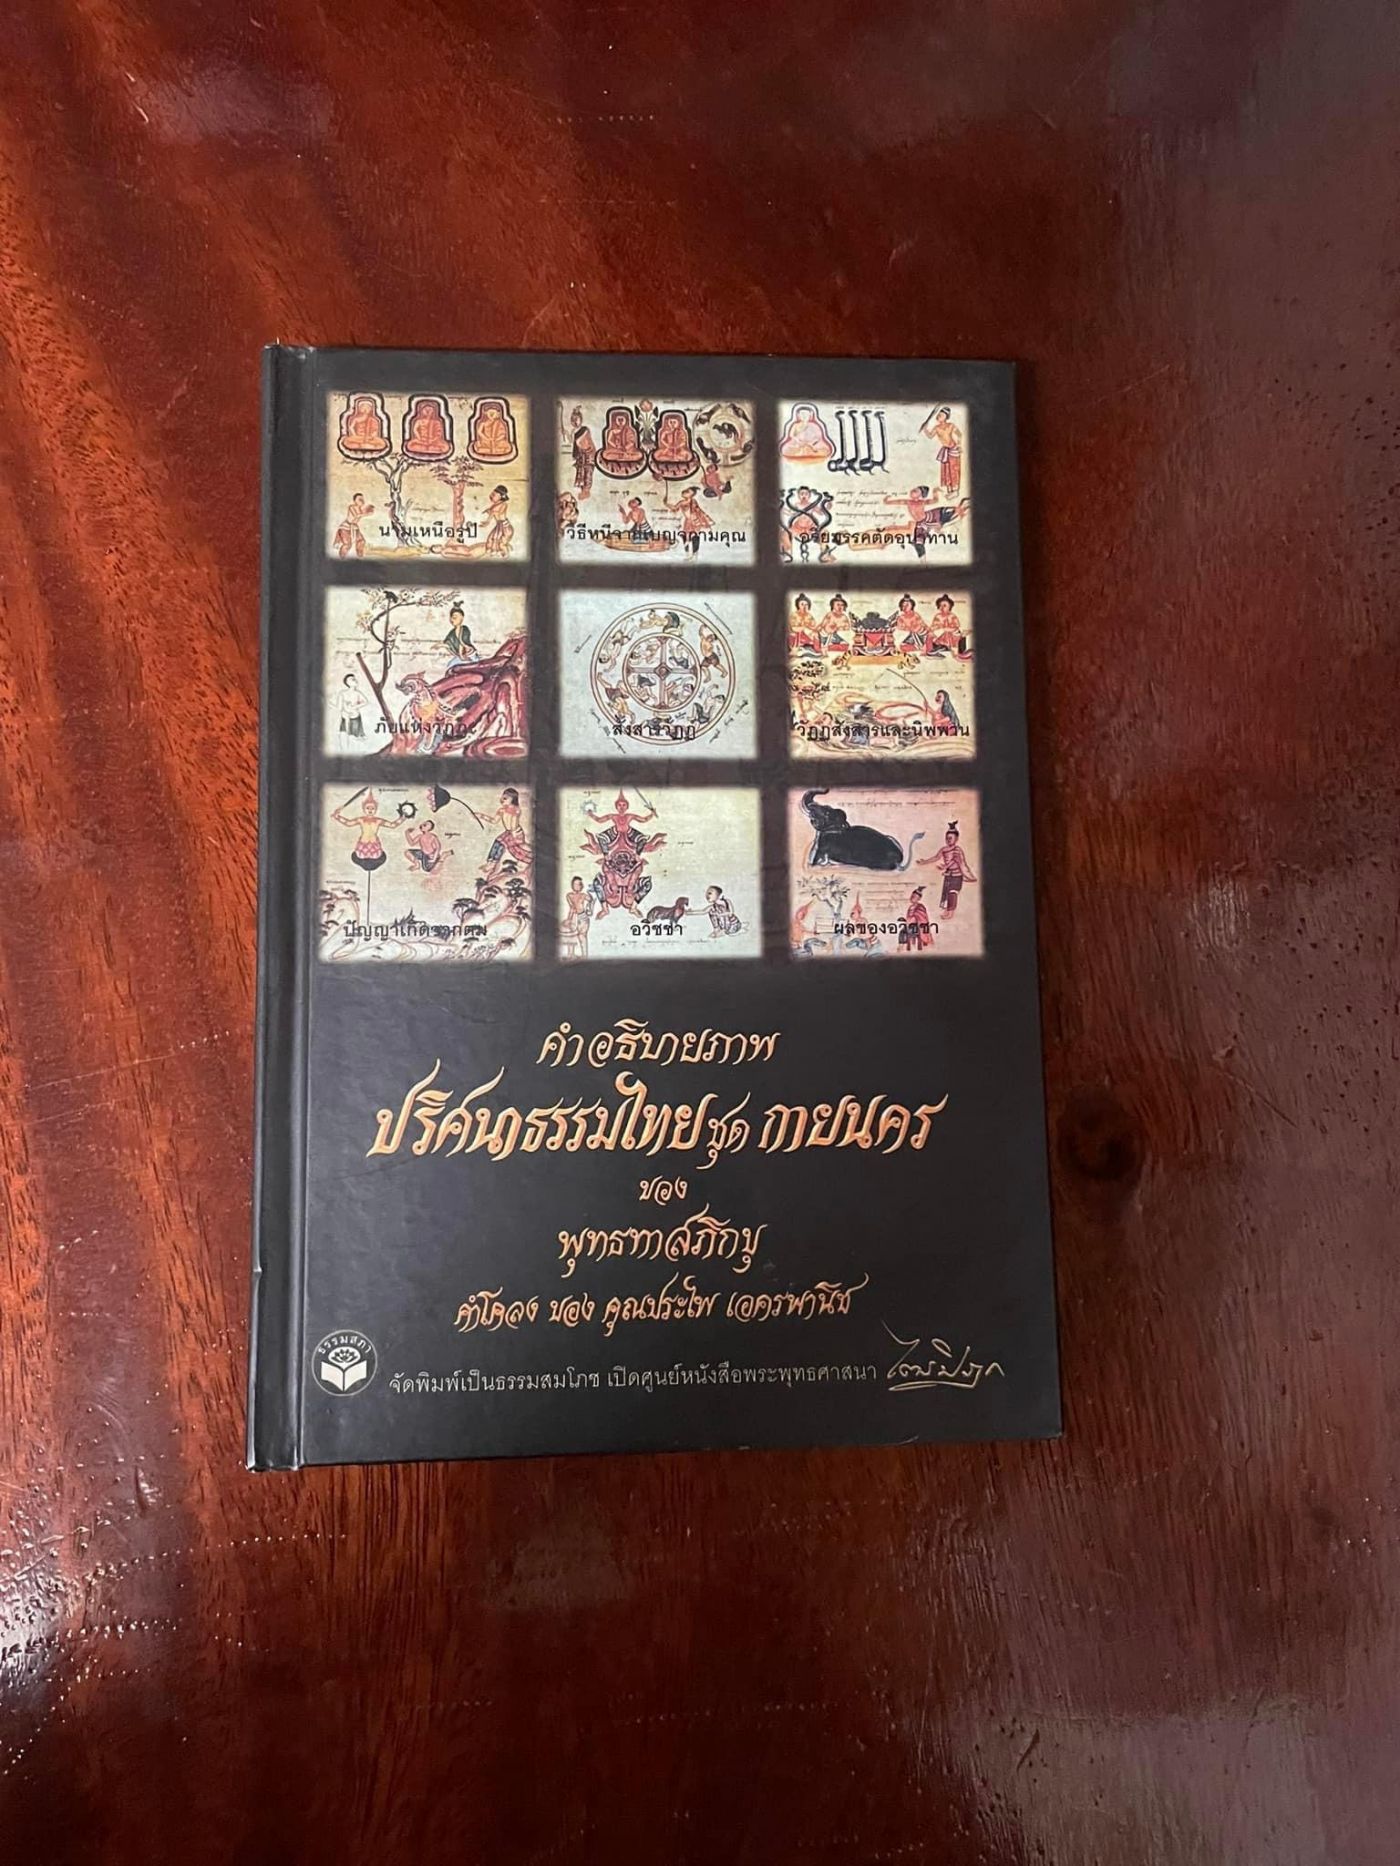 นามเหนือรูป
วิธีหนีจากเบญจกามคุณ
อริยมรรคตัดอุปาทาน
ภัยแห่งวัฏฏะ
สังสารวัฏฏ์
วัฏฏสังสารและนิพพาน
ปัญญาเกิดจากตม
อวิชชา
ผลของอวิชชา
คำอธิบายภาพ
ปริศนาธรรมไทยชุด กายนคร
ของ
พุทธทาสภิกขุ
คำโคลง ของ คุณประไพ เอครพานิช
ธรรมสภา
จัดพิมพ์เป็นธรรมสมโภช เปิดศูนย์หนังสือพระพุทธศาสนา ไตรปิฎก